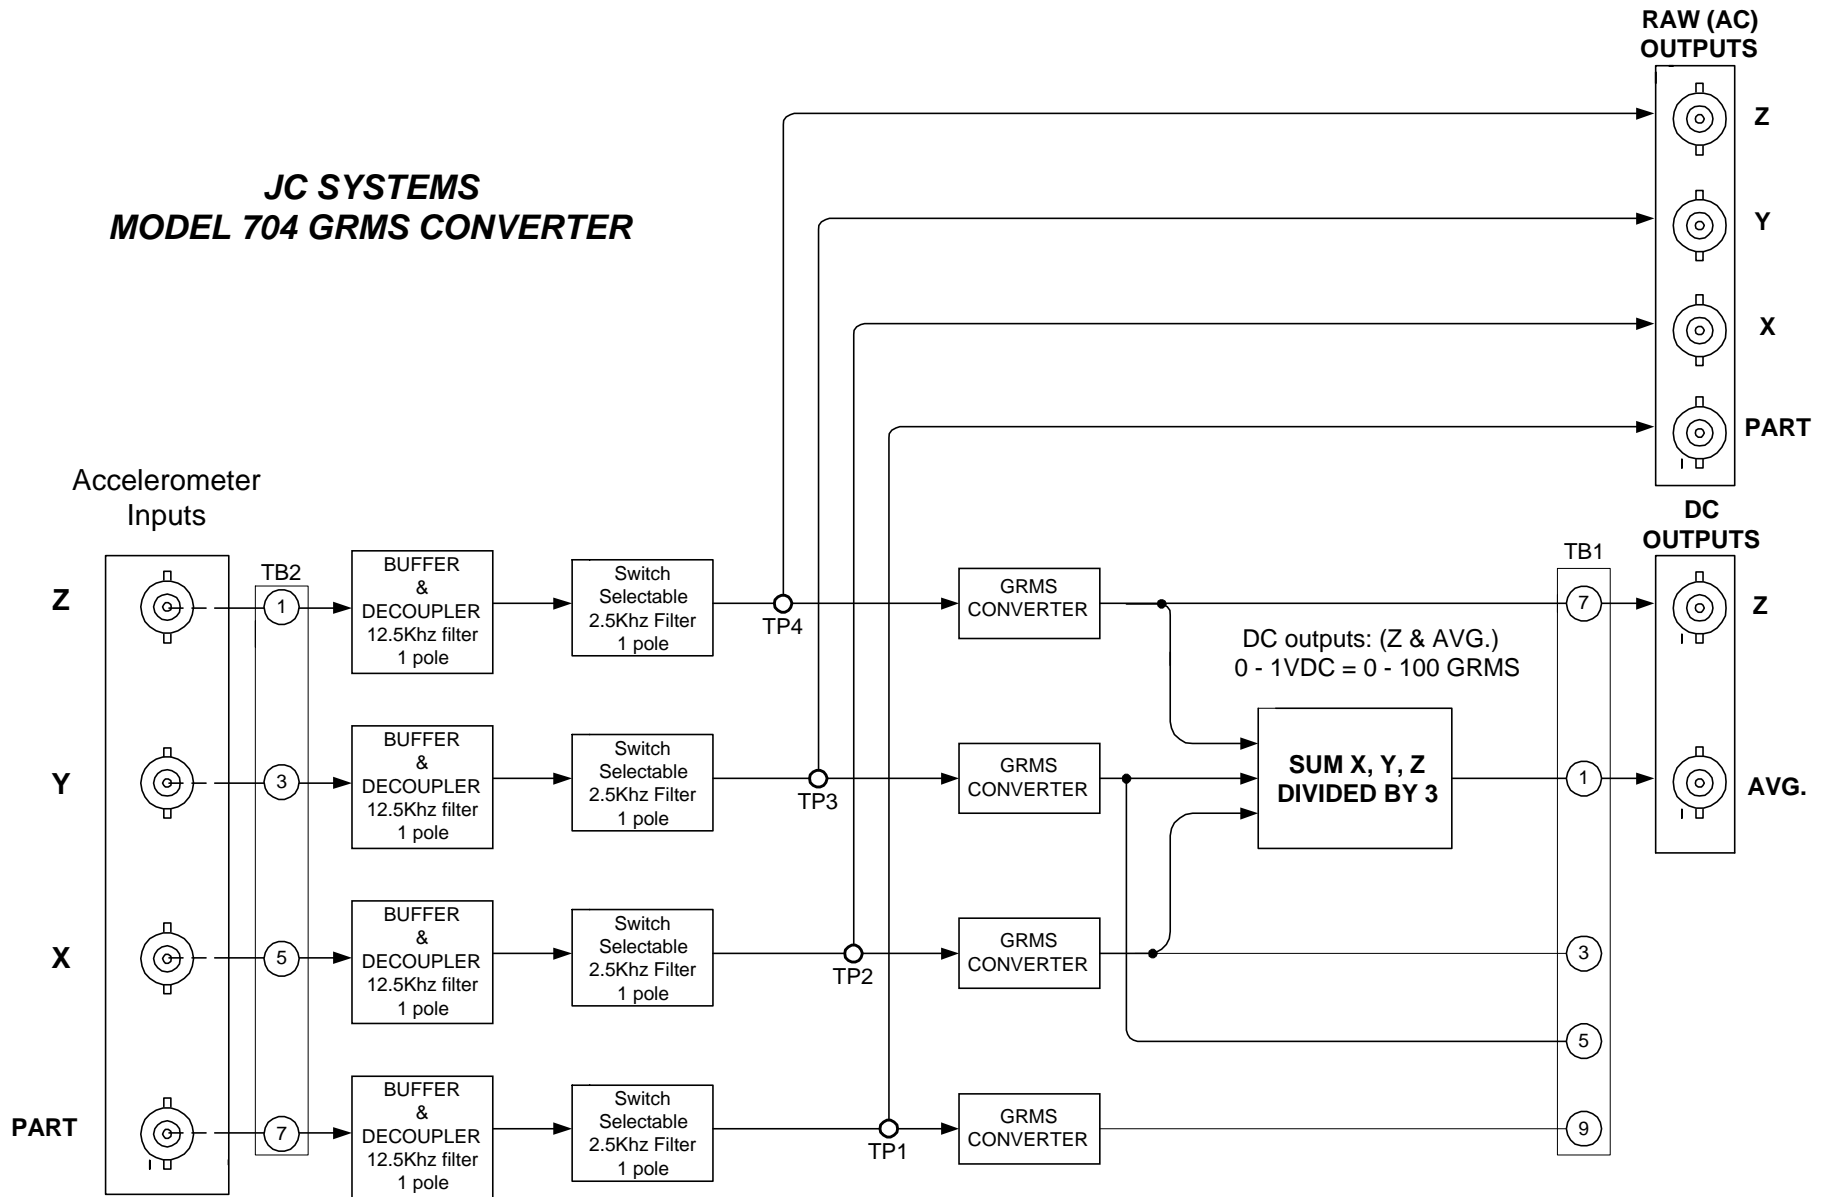 RAW (AC)
OUTPUTS
Z
Y
X
PART
JC SYSTEMS
MODEL 704 GRMS CONVERTER
Accelerometer
Inputs
DC
OUTPUTS
TB2
TB1
Z
1
BUFFER
&
DECOUPLER
12.5Khz filter
1 pole
Switch
Selectable
2.5Khz Filter
1 pole
TP4
GRMS
CONVERTER
7
Z
DC outputs: (Z & AVG.)
0 - 1VDC = 0 - 100 GRMS
Y
3
BUFFER
&
DECOUPLER
12.5Khz filter
1 pole
Switch
Selectable
2.5Khz Filter
1 pole
TP3
GRMS
CONVERTER
SUM X, Y, Z
DIVIDED BY 3
1
AVG.
X
5
BUFFER
&
DECOUPLER
12.5Khz filter
1 pole
Switch
Selectable
2.5Khz Filter
1 pole
TP2
GRMS
CONVERTER
3
5
PART
7
BUFFER
&
DECOUPLER
12.5Khz filter
1 pole
Switch
Selectable
2.5Khz Filter
1 pole
TP1
GRMS
CONVERTER
9